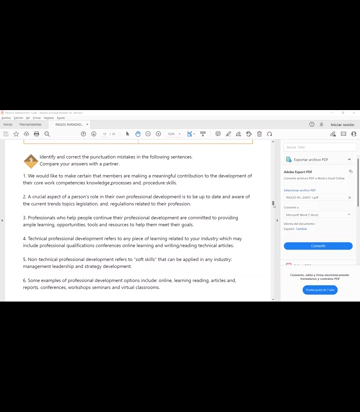 Inicio Herramientas
Iniciar sesión
Identify and correct the punctuation mistakes in the following sentences.
Compare your answers with a partner.
Exportar archivo PDF
Adobe Export PDF
1. We would like to make certain that members are making a meaningful contribution to the development of
their core work competencies knowledge,processes and, procedure skills.
2. A crucial aspect of a person's role in their own professional development is to be up to date and aware of
the current trends topics legislation, and, regulations related to their profession.
3. Professionals who help people continue their professional development are committed to providing
ample learning, opportunities, tools and resources to help them meet their goals.
4. Technical professional development refers to any piece of learning related to your industry which may
include professional qualifications conferences online learning and writing/reading technical articles.
5. Non technical professional development refers to "soft skills" that can be applied in any industry:
management leadership and strategy development.
6. Some examples of professional development options include: online, learning reading, articles and,
reports, conferences, workshops seminars and virtual classrooms.
Convertir a
Microsoft Word (*.docx)
Convertir